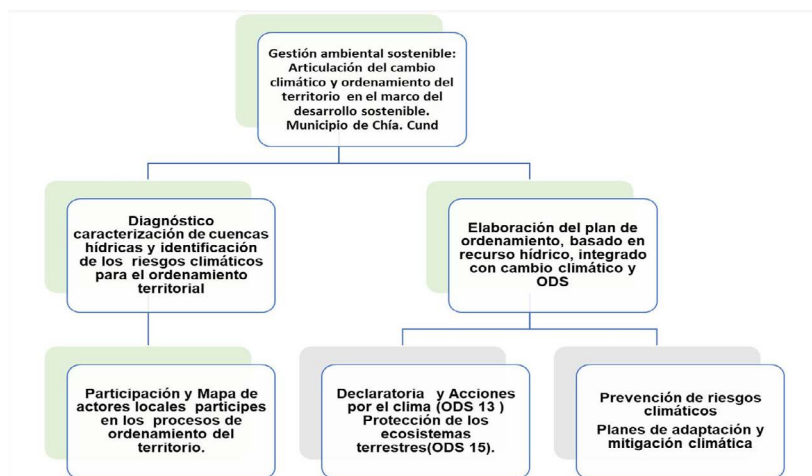 Gestión ambiental sostenible:
Articulación del cambio
climático y ordenamiento del
territorio en el marco del
desarrollo sostenible.
Municipio de Chía. Cund
Diagnóstico
caracterización de cuencas
hídricas y identificación
de los riesgos climáticos
para el ordenamiento
territorial
Elaboración del plan de
ordenamiento, basado en
recurso hídrico, integrado
con cambio climático y
ODS
Participación y Mapa de
actores locales participes
en los procesos de
ordenamiento del
territorio.
Declaratoria y Acciones
por el clima (ODS 13 )
Protección de los
ecosistemas
terrestres(ODS 15).
Prevención de riesgos
climáticos
Planes de adaptación y
mitigación climática